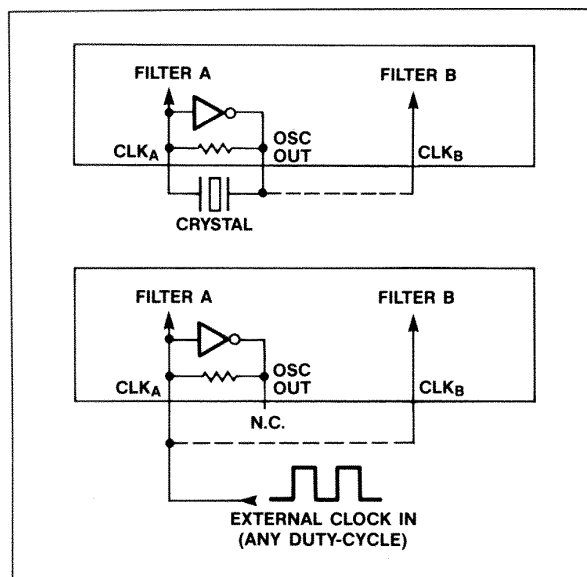 FILTER A
FILTER B
OSC
OUT
CLKA
CLKB
CRYSTAL
FILTER A
FILTER B
OSC
OUT
CLKA
CLKB
N.C.
EXTERNAL CLOCK IN
(ANY DUTY-CYCLE)